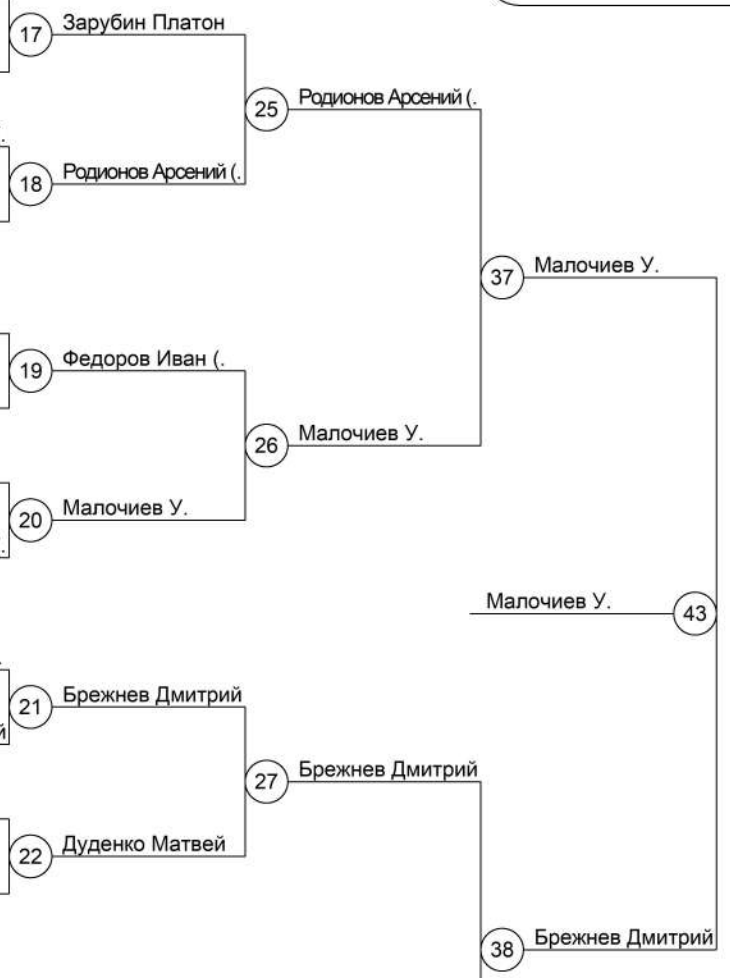 17 Зарубин Платон
25 Родионов Арсений (.
18 Родионов Арсений (.
37 Малочиев У.
19 Федоров Иван (.
26 Малочиев У.
20 Малочиев У.
Малочиев У. 43
21 Брежнев Дмитрий
27 Брежнев Дмитрий
22 Дуденко Матвей
38 Брежнев Дмитрий